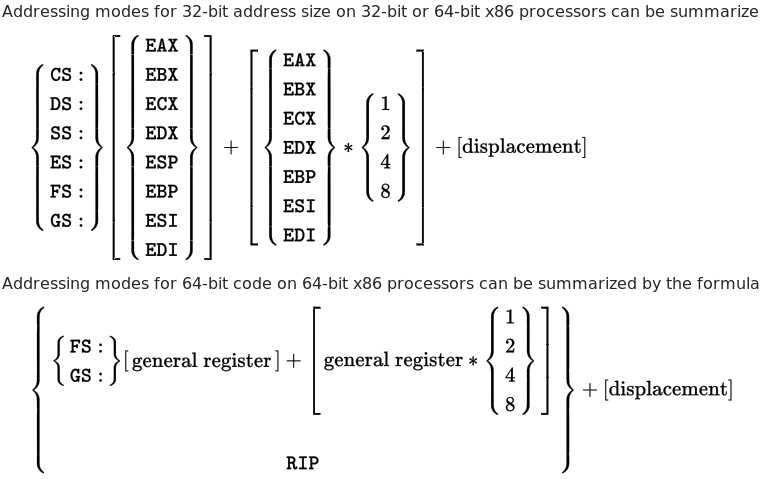 Addressing modes for 32-bit address size on 32-bit or 64-bit x86 processors can be summarize
{ CS: DS: SS: ES: FS: GS: } [ { EAX EBX ECX EDX ESP EBP ESI EDI } ] + [ { EAX EBX ECX EDX EBP ESI EDI } * { 1 2 4 8 } ] + [displacement]
Addressing modes for 64-bit code on 64-bit x86 processors can be summarized by the formula
{ { FS: GS: } [general register] + [ general register * { 1 2 4 8 } ] RIP } + [displacement]